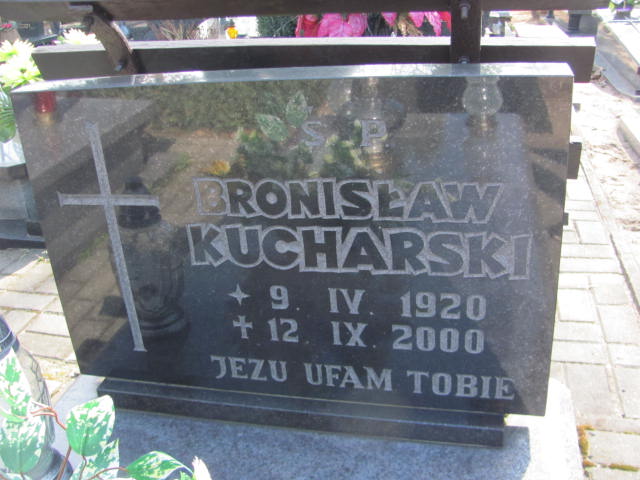 Ś P
BRONISŁAW
KUCHARSKI
9. IV. 1920
12. IX. 2000
JEZU UFAM TOBIE